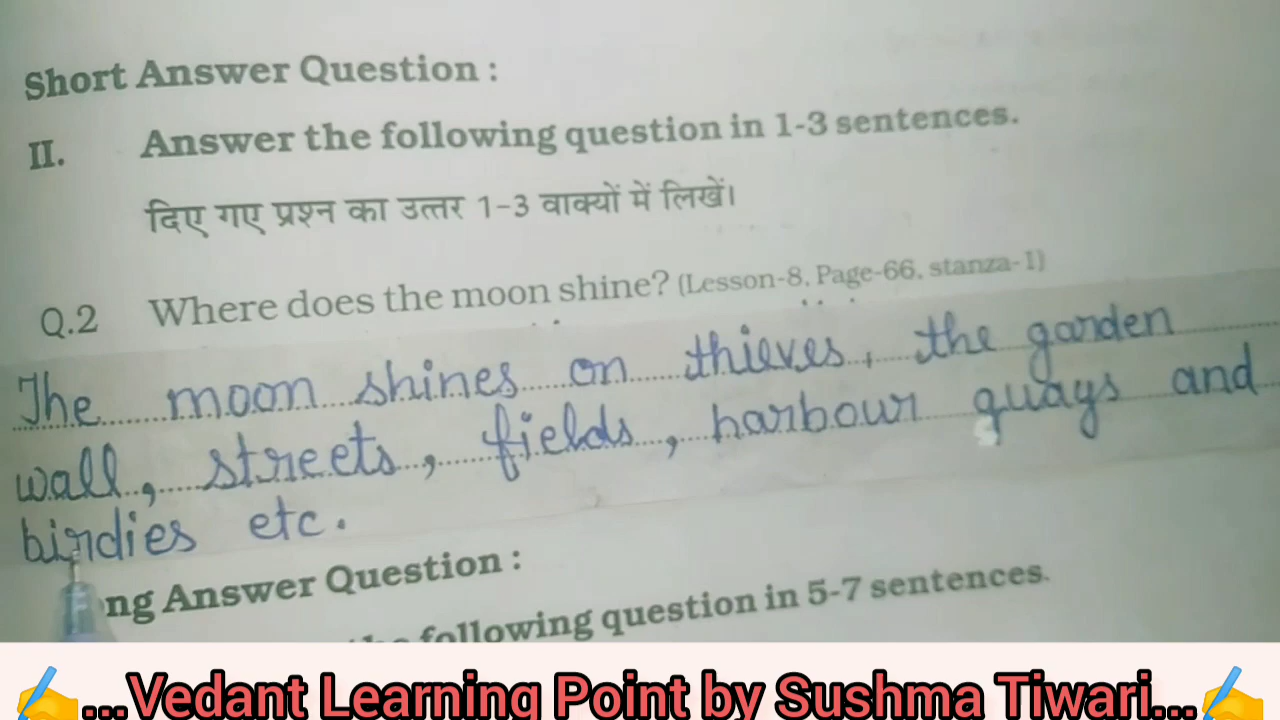 Short Answer Question :
II. Answer the following question in 1-3 sentences.
दिए गए प्रश्न का उत्तर 1-3 वाक्यों में लिखें।
Q.2 Where does the moon shine? (Lesson-8, Page-66, stanza-1)
The moon shines on thieves, the garden
wall, streets, fields, harbour quays and
birdies etc.
ng Answer Question :
following question in 5-7 sentences.
✍️...Vedant Learning Point by Sushma Tiwari...✍️